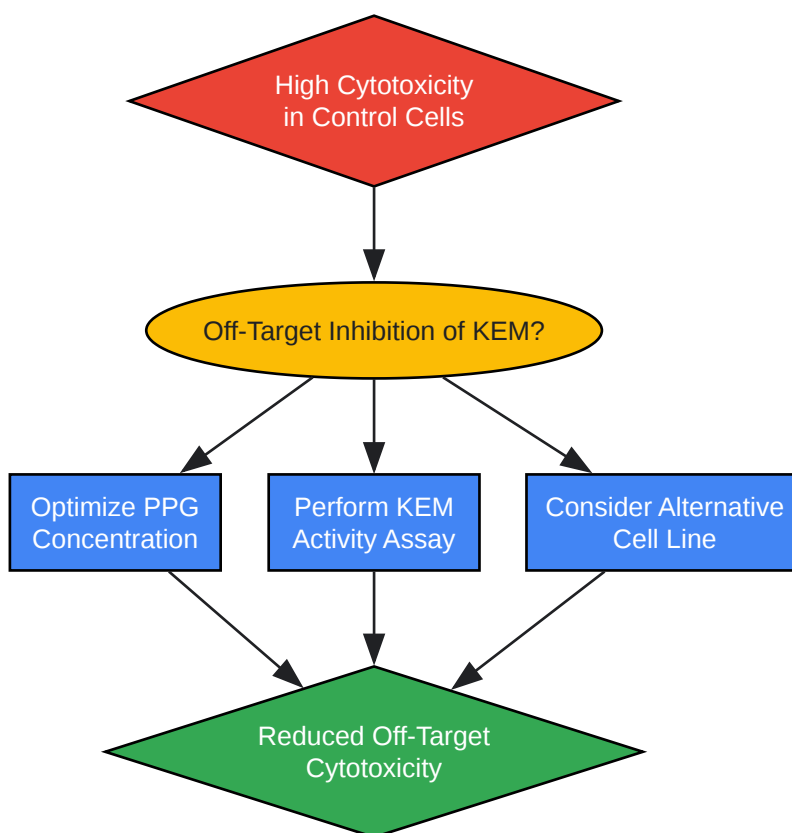 High Cytotoxicity
in Control Cells
Off-Target Inhibition of KEM?
Optimize PPG
Concentration
Perform KEM
Activity Assay
Consider Alternative
Cell Line
Reduced Off-Target
Cytotoxicity